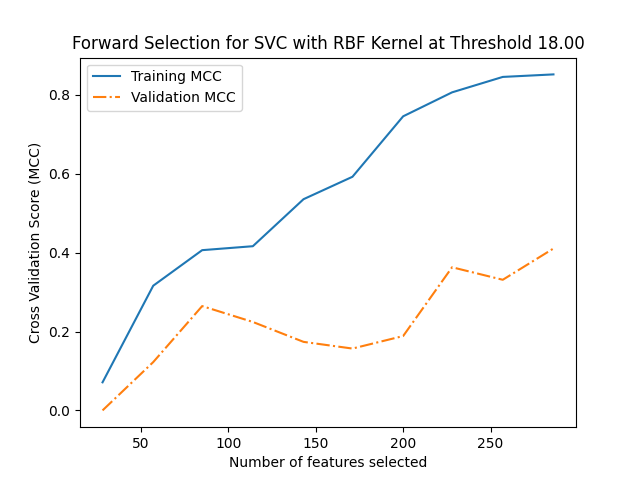 Forward Selection for SVC with RBF Kernel at Threshold 18.00
Training MCC
Validation MCC
Cross Validation Score (MCC)
0.8
0.6
0.4
0.2
0.0
50 100 150 200 250
Number of features selected